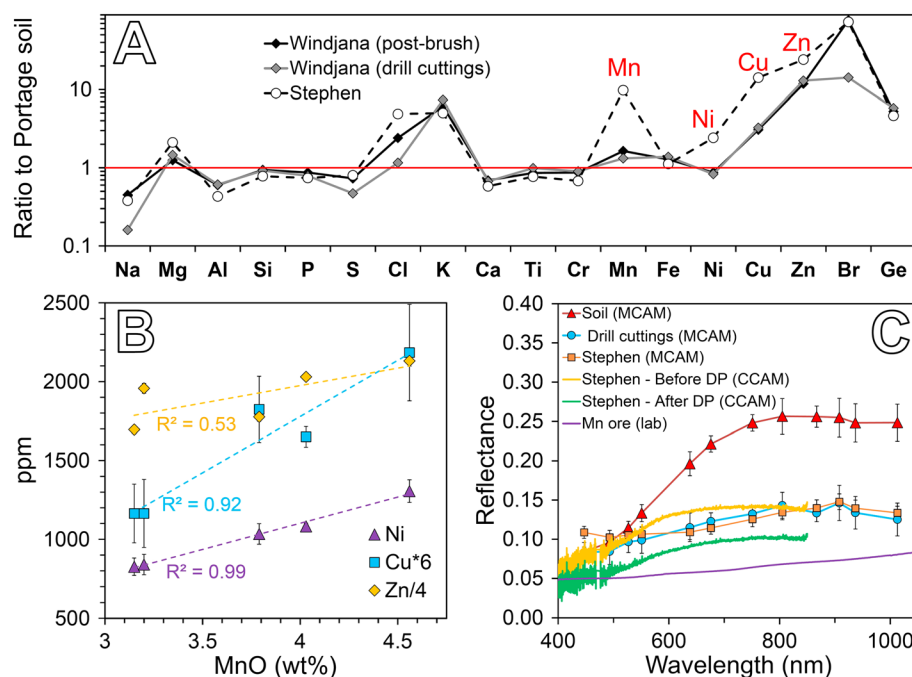 A
Ratio to Portage soil
10
1
0.1
Windjana (post-brush)
Windjana (drill cuttings)
Stephen
Mn
Ni
Cu
Zn
Na Mg Al Si P S Cl K Ca Ti Cr Mn Fe Ni Cu Zn Br Ge
B
ppm
2500
2000
1500
1000
500
R² = 0.53
R² = 0.92
R² = 0.99
Ni
Cu*6
Zn/4
3 3.5 4 4.5
MnO (wt%)
C
Reflectance
0.40
0.35
0.30
0.25
0.20
0.15
0.10
0.05
0.00
Soil (MCAM)
Drill cuttings (MCAM)
Stephen (MCAM)
Stephen - Before DP (CCAM)
Stephen - After DP (CCAM)
Mn ore (lab)
400 600 800 1000
Wavelength (nm)